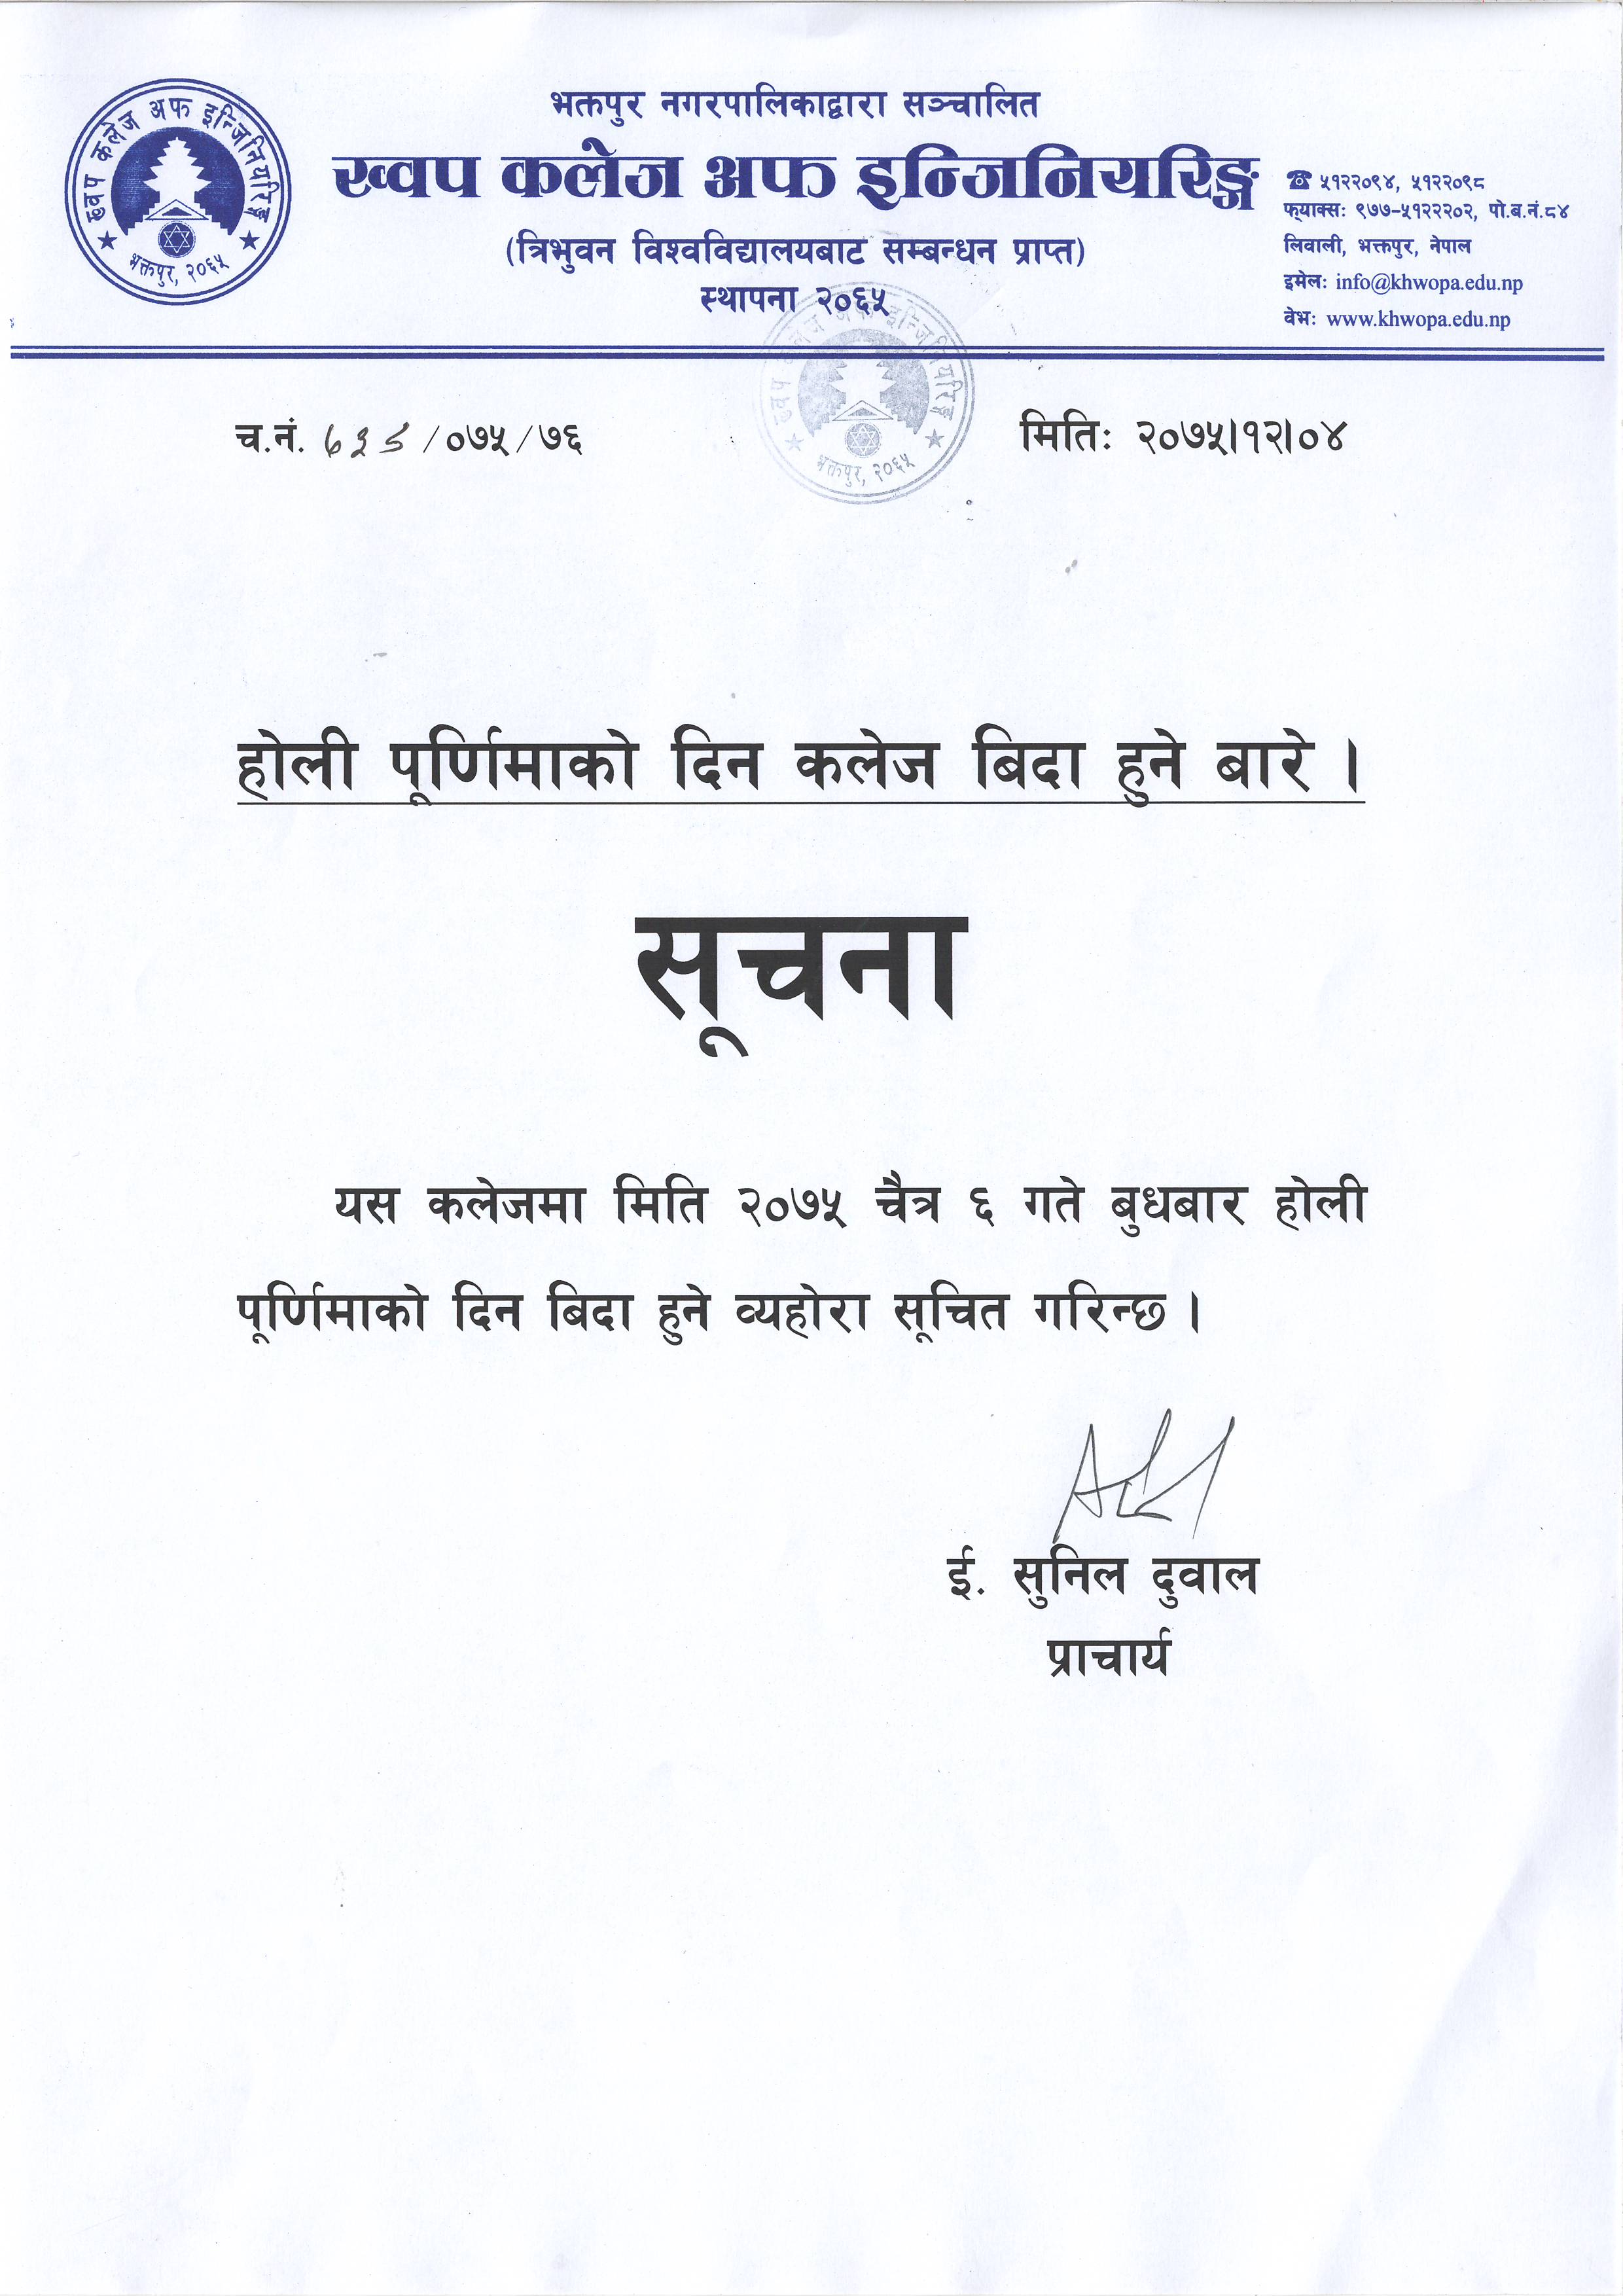 ख्वप कलेज अफ इन्जिनियरिङ्ग
भक्तपुर, २०६५
भक्तपुर नगरपालिकाद्वारा सञ्चालित
ख्वप कलेज अफ इन्जिनियरिङ्ग
(त्रिभुवन विश्वविद्यालयबाट सम्बन्धन प्राप्त)
स्थापना २०६५
☎ ५१२२०९४, ५१२२०९८
फ्याक्सः ९७७-५१२२२०२, पो.ब.नं.८४
लिवाली, भक्तपुर, नेपाल
इमेलः info@khwopa.edu.np
वेभः www.khwopa.edu.np
ख्वप कलेज अफ इन्जिनियरिङ्ग
भक्तपुर, २०६५
च.नं. /०७५/७६
मितिः २०७५।१२।०४
होली पूर्णिमाको दिन कलेज बिदा हुने बारे ।
सूचना
यस कलेजमा मिति २०७५ चैत्र ६ गते बुधबार होली
पूर्णिमाको दिन बिदा हुने व्यहोरा सूचित गरिन्छ ।
ई. सुनिल दुवाल
प्राचार्य